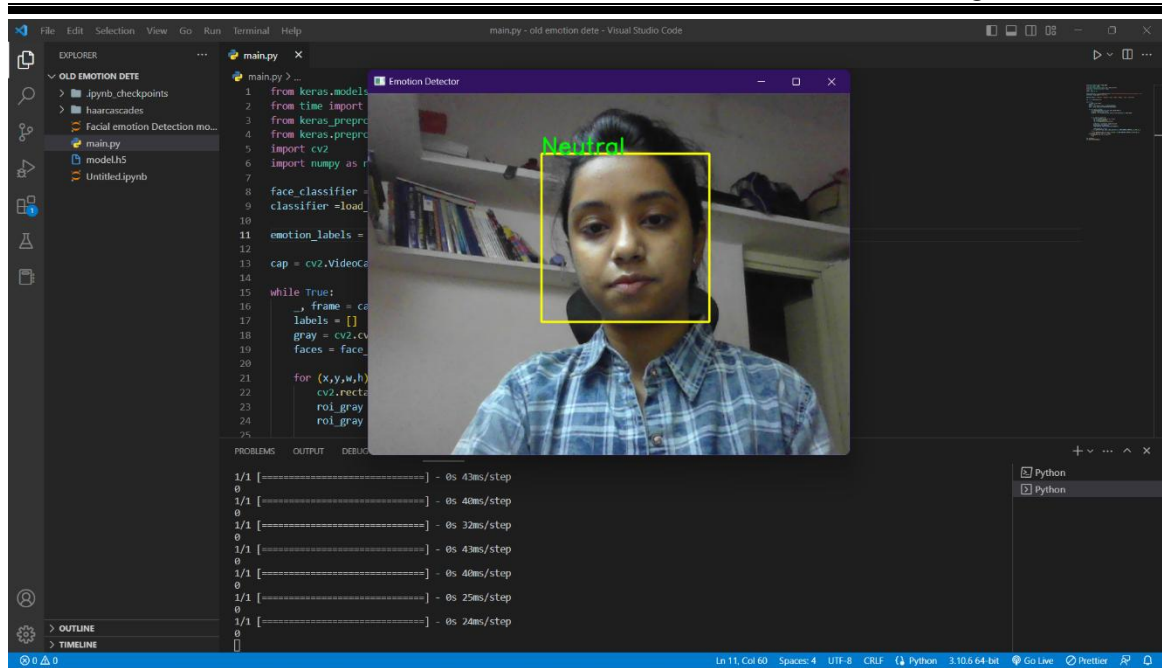 File Edit Selection View Go Run Terminal Help
main.py - old emotion dete - Visual Studio Code
EXPLORER
OLD EMOTION DETE
.ipynb_checkpoints
haarcascades
Facial emotion Detection mo...
main.py
model.h5
Untitled.ipynb
OUTLINE
TIMELINE
main.py
main.py > ...
1 from keras.models
2 from time import
3 from keras_prepro
4 from keras.prepro
5 import cv2
6 import numpy as n
7
8 face_classifier =
9 classifier =load_
10
11 emotion_labels =
12
13 cap = cv2.VideoCa
14
15 while True:
16 _, frame = ca
17 labels = []
18 gray = cv2.cv
19 faces = face_
20
21 for (x,y,w,h)
22 cv2.recta
23 roi_gray
24 roi_gray
25
Emotion Detector
Neutral
PROBLEMS OUTPUT DEBUG
1/1 [==============================] - 0s 43ms/step
0
1/1 [==============================] - 0s 40ms/step
0
1/1 [==============================] - 0s 32ms/step
0
1/1 [==============================] - 0s 43ms/step
0
1/1 [==============================] - 0s 40ms/step
0
1/1 [==============================] - 0s 25ms/step
0
1/1 [==============================] - 0s 24ms/step
0
Python
Python
0 0
Ln 11, Col 60 Spaces: 4 UTF-8 CRLF Python 3.10.6 64-bit Go Live Prettier